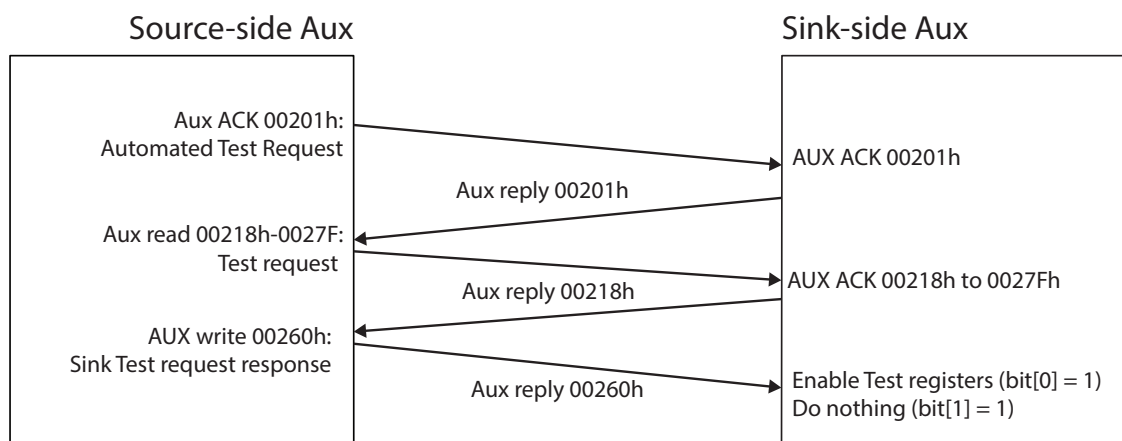 Source-side Aux
Sink-side Aux
Aux ACK 00201h:
Automated Test Request
AUX ACK 00201h
Aux reply 00201h
Aux read 00218h-0027F:
Test request
AUX ACK 00218h to 0027Fh
Aux reply 00218h
AUX write 00260h:
Sink Test request response
Aux reply 00260h
Enable Test registers (bit[0] = 1)
Do nothing (bit[1] = 1)